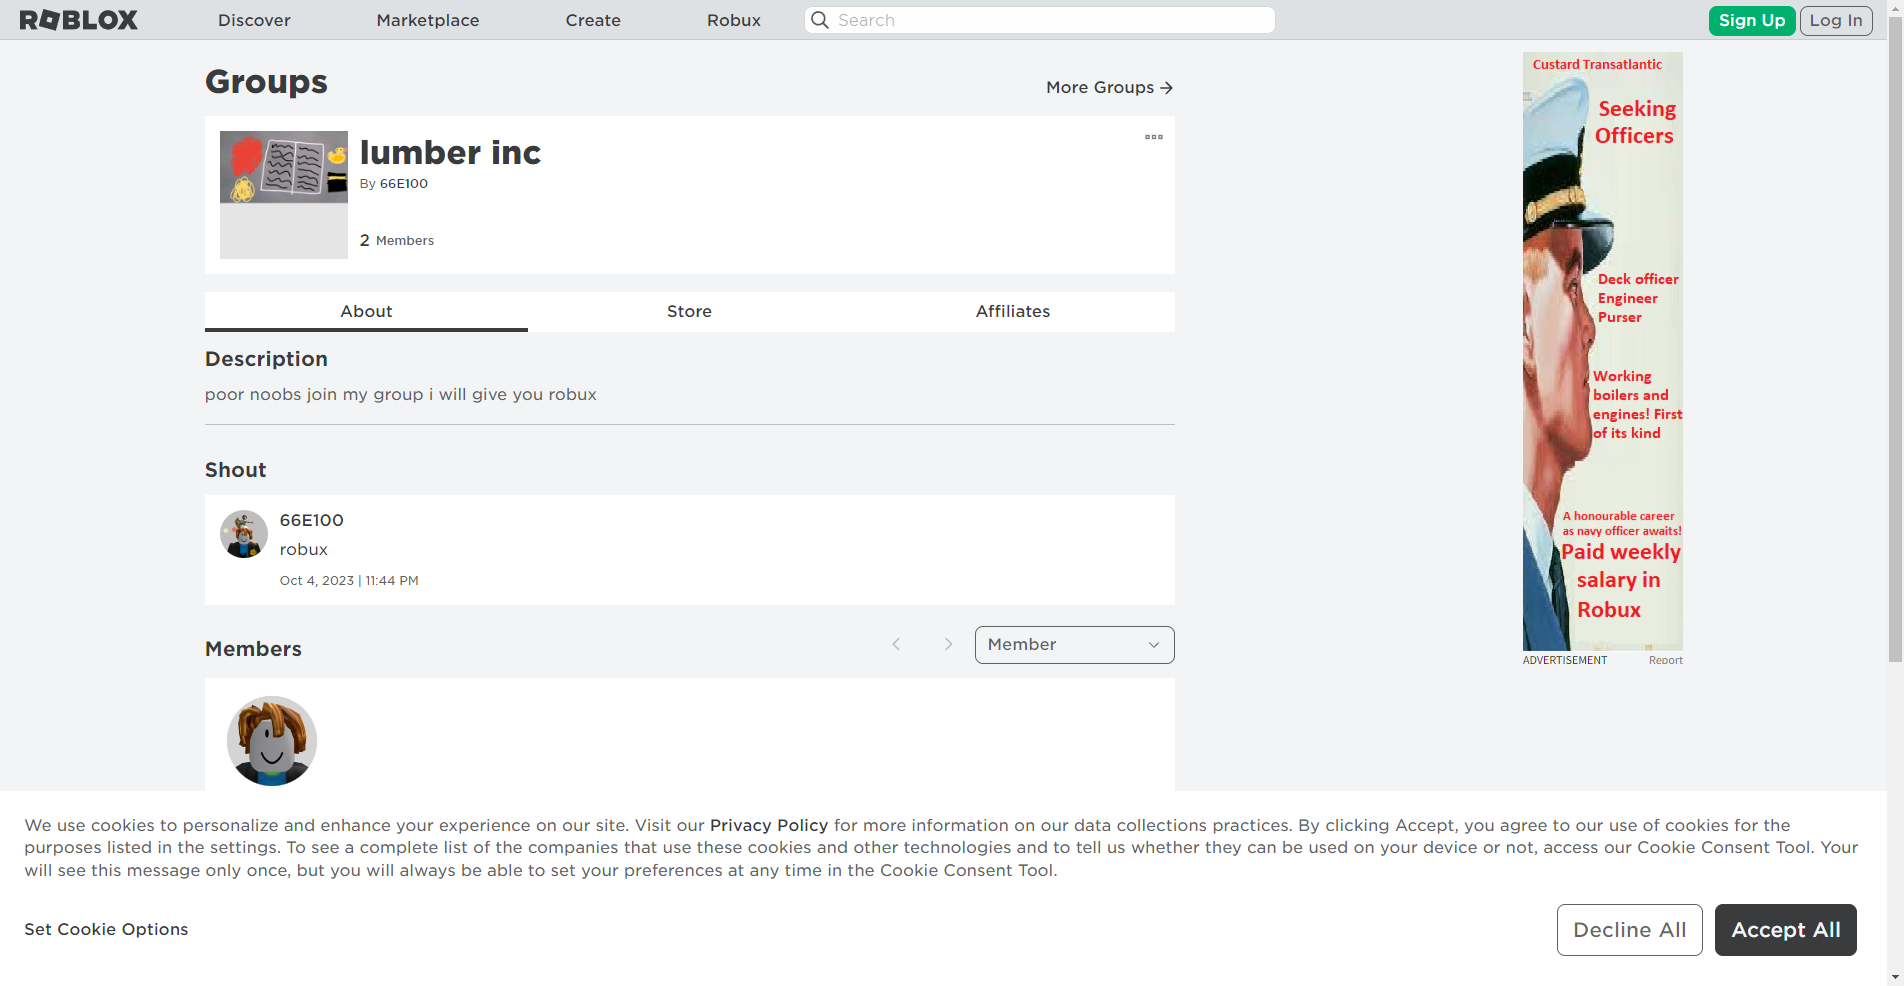 ROBLOX
Discover
Marketplace
Create
Robux
Search
Sign Up
Log In
Groups
More Groups
lumber inc
By 66E100
2 Members
About
Store
Affiliates
Description
poor noobs join my group i will give you robux
Shout
66E100
robux
Oct 4, 2023 | 11:44 PM
Members
Member
Custard Transatlantic
Seeking
Officers
Deck officer
Engineer
Purser
Working
boilers and
engines! First
of its kind
A honourable career
as navy officer awaits!
Paid weekly
salary in
Robux
ADVERTISEMENT
Report
We use cookies to personalize and enhance your experience on our site. Visit our Privacy Policy for more information on our data collections practices. By clicking Accept, you agree to our use of cookies for the
purposes listed in the settings. To see a complete list of the companies that use these cookies and other technologies and to tell us whether they can be used on your device or not, access our Cookie Consent Tool. Your
will see this message only once, but you will always be able to set your preferences at any time in the Cookie Consent Tool.
Set Cookie Options
Decline All
Accept All